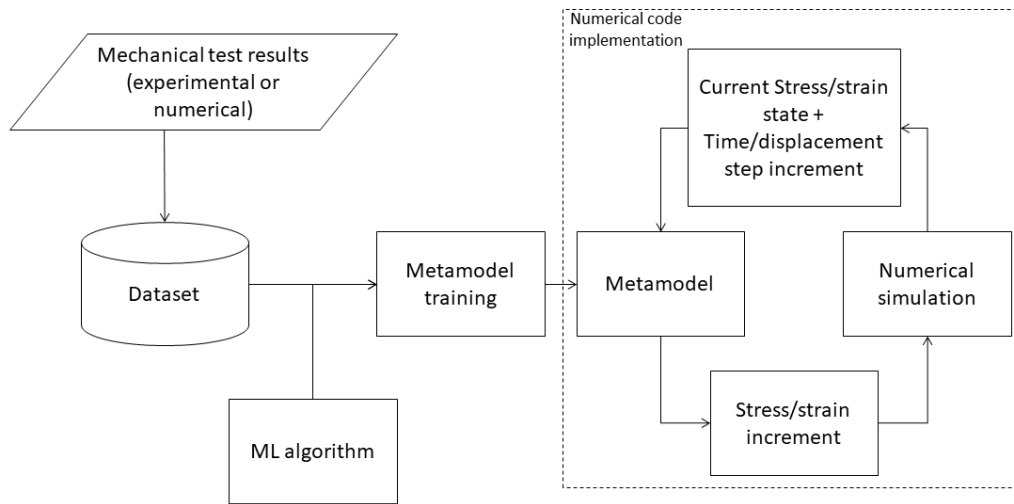 Mechanical test results
(experimental or
numerical)
Dataset
ML algorithm
Metamodel
training
Numerical code
implementation
Current Stress/strain
state +
Time/displacement
step increment
Metamodel
Numerical
simulation
Stress/strain
increment